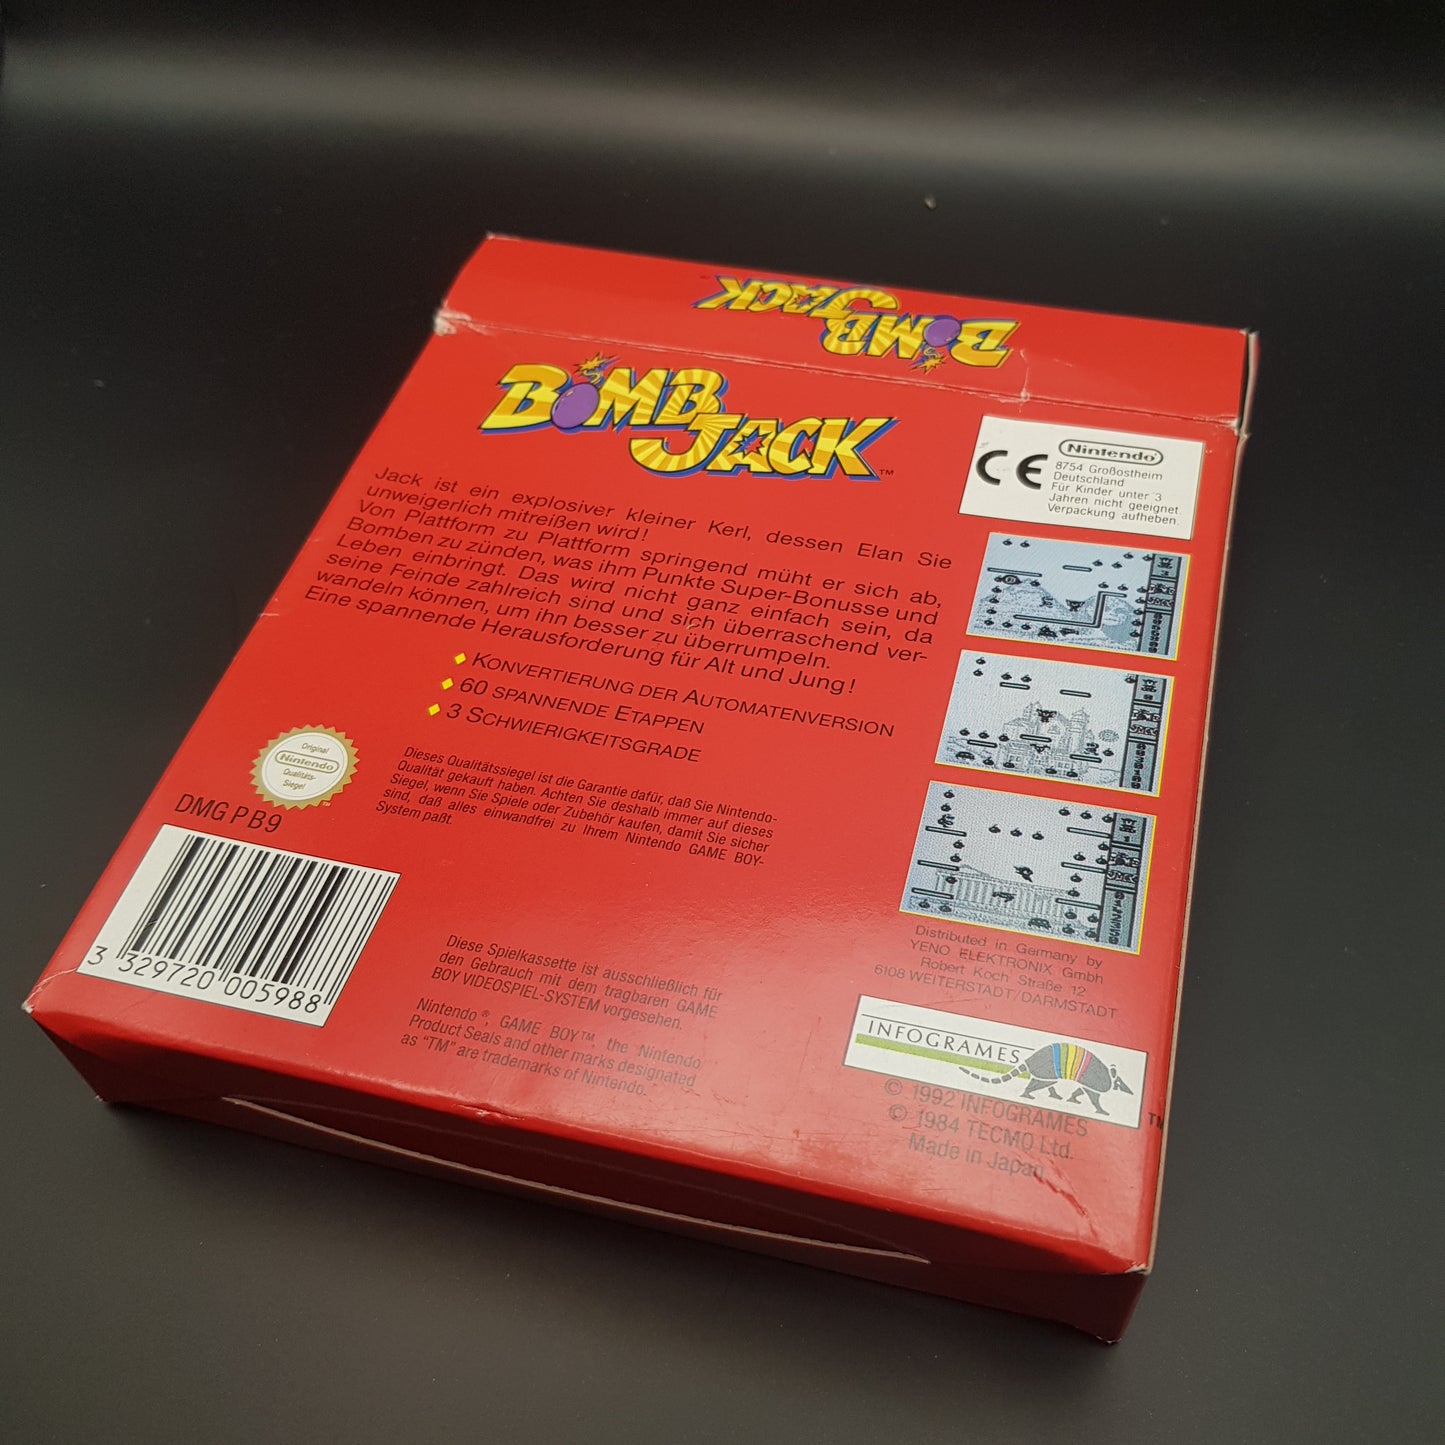 BOMB JACK
BOMB JACK™
Jack ist ein explosiver kleiner Kerl, dessen Elan Sie
unweigerlich mitreißen wird!
Von Plattform zu Plattform springend müht er sich ab,
Bomben zu zünden, was ihm Punkte Super-Bonusse und
Leben einbringt. Das wird nicht ganz einfach sein, da
seine Feinde zahlreich sind und sich überraschend ver-
wandeln können, um ihn besser zu überrumpeln.
Eine spannende Herausforderung für Alt und Jung!
KONVERTIERUNG DER AUTOMATENVERSION
60 SPANNENDE ETAPPEN
3 SCHWIERIGKEITSGRADE
CE
Nintendo®
8754 Großostheim
Deutschland
Für Kinder unter 3
Jahren nicht geeignet.
Verpackung aufheben.
Original
Nintendo
Qualitäts-
Siegel
TM
Dieses Qualitätssiegel ist die Garantie dafür, daß Sie Nintendo-
Qualität gekauft haben. Achten Sie deshalb immer auf dieses
Siegel, wenn Sie Spiele oder Zubehör kaufen, damit Sie sicher
sind, daß alles einwandfrei zu Ihrem Nintendo GAME BOY-
System paßt.
DMG P B9
3 329720 005988
Diese Spielkassette ist ausschließlich für
den Gebrauch mit dem tragbaren GAME
BOY VIDEOSPIEL-SYSTEM vorgesehen.
Nintendo®, GAME BOY™, the Nintendo
Product Seals and other marks designated
as "TM" are trademarks of Nintendo.
Distributed in Germany by
YENO ELEKTRONIX Gmbh
Robert Koch Straße 12
6108 WEITERSTADT/DARMSTADT
INFOGRAMES
TM
© 1992 INFOGRAMES
© 1984 TECMO Ltd.
Made in Japan